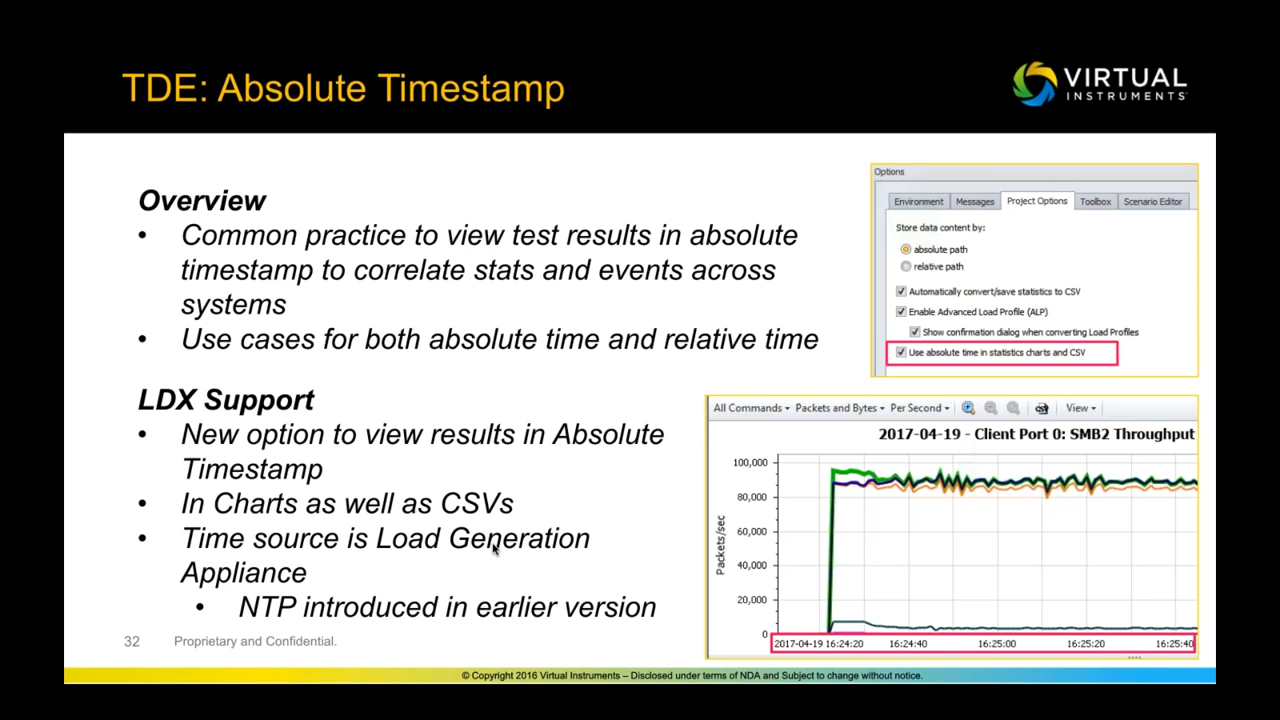 TDE: Absolute Timestamp
VIRTUAL
INSTRUMENTS
Overview
• Common practice to view test results in absolute
timestamp to correlate stats and events across
systems
• Use cases for both absolute time and relative time
LDX Support
• New option to view results in Absolute
Timestamp
• In Charts as well as CSVs
• Time source is Load Generation
Appliance
• NTP introduced in earlier version
Options
Environment Messages Project Options Toolbox Scenario Editor
Store data content by:
absolute path
relative path
Automatically convert/save statistics to CSV
Enable Advanced Load Profile (ALP)
Show confirmation dialog when converting Load Profiles
Use absolute time in statistics charts and CSV
All Commands Packets and Bytes Per Second CSV View
2017-04-19 - Client Port 0: SMB2 Throughput
Packets/sec
100,000
80,000
60,000
40,000
20,000
0
2017-04-19 16:24:20 16:24:40 16:25:00 16:25:20 16:25:40
32 Proprietary and Confidential.
© Copyright 2016 Virtual Instruments – Disclosed under terms of NDA and Subject to change without notice.